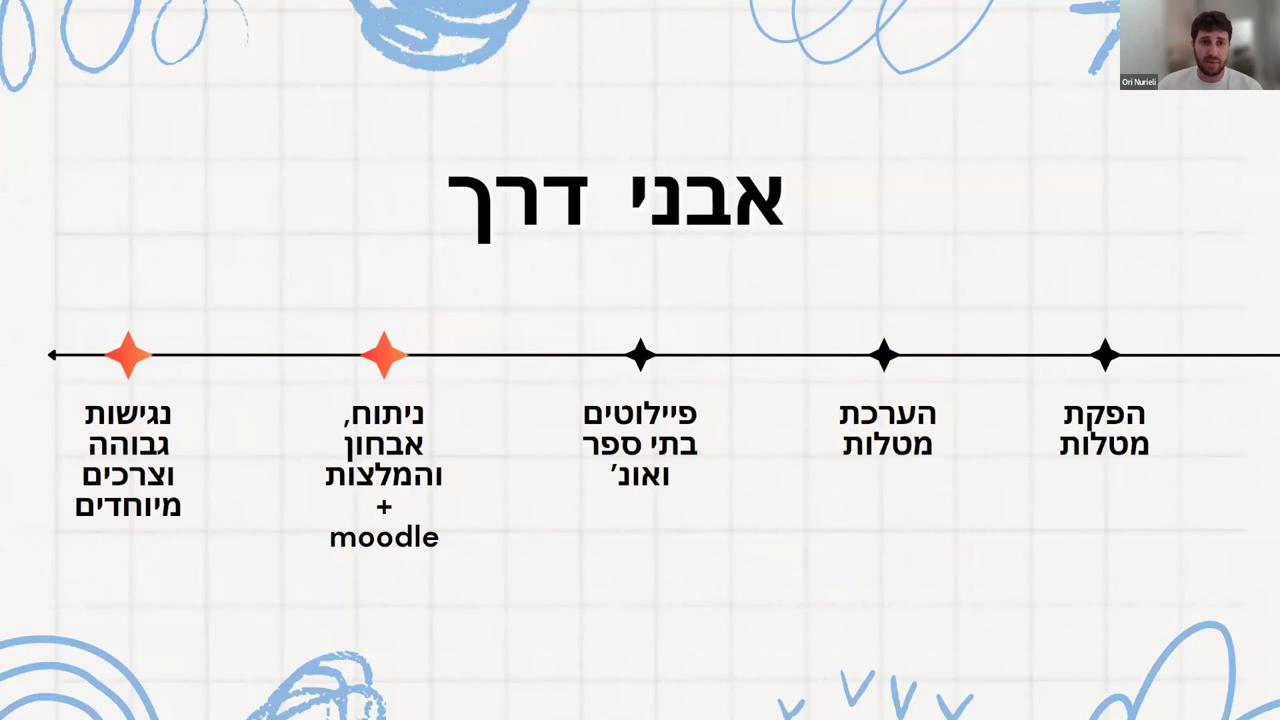 Ori Nurieli
אבני דרך
הפקת
מטלות
הערכת
מטלות
פיילוטים
בתי ספר
ואונ'
ניתוח,
אבחון
והמלצות
+
moodle
נגישות
גבוהה
וצרכים
מיוחדים